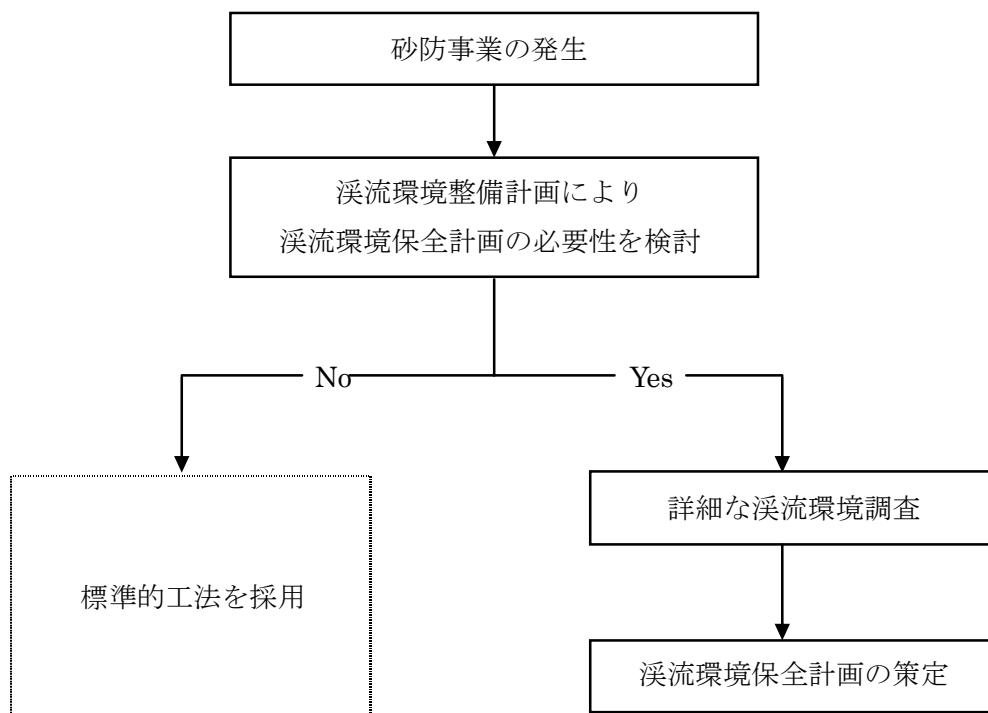 砂防事業の発生
渓流環境整備計画により
渓流環境保全計画の必要性を検討
No
Yes
詳細な渓流環境調査
標準的工法を採用
渓流環境保全計画の策定